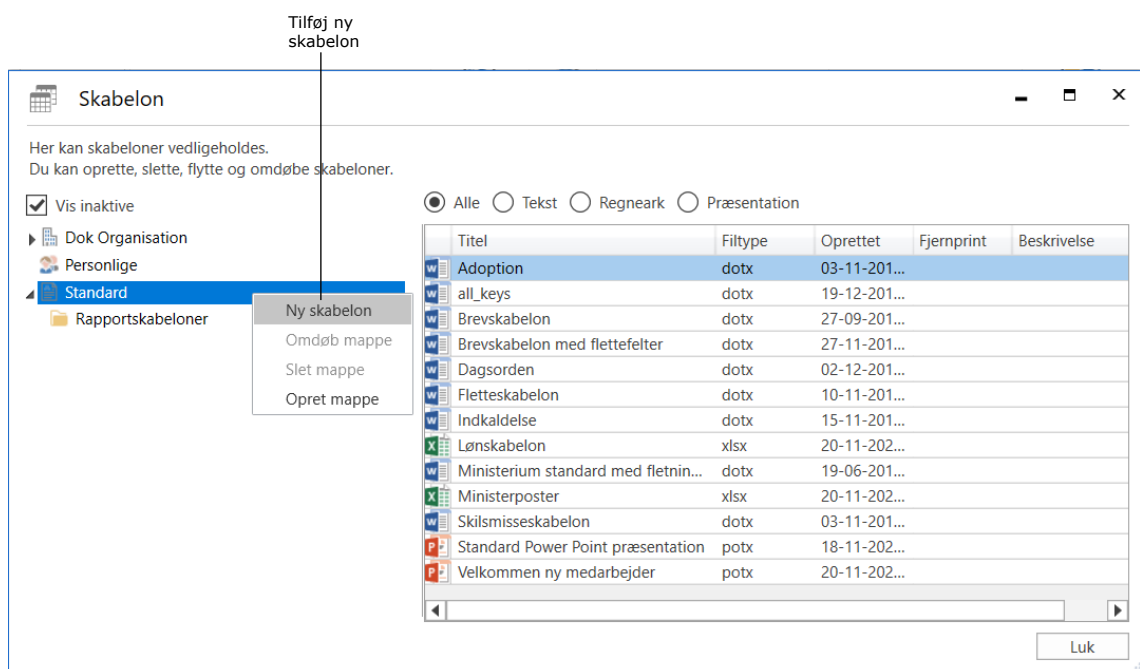 Tilføj ny
skabelon
Skabelon
Her kan skabeloner vedligeholdes.
Du kan oprette, slette, flytte og omdøbe skabeloner.
Vis inaktive
Dok Organisation
Personlige
Standard
Rapportskabeloner
Ny skabelon
Omdøb mappe
Slet mappe
Opret mappe
Alle Tekst Regneark Præsentation
Titel Filtype Oprettet Fjernprint Beskrivelse
Adoption dotx 03-11-201...
all_keys dotx 19-12-201...
Brevskabelon dotx 27-09-201...
Brevskabelon med flettefelter dotx 27-11-201...
Dagsorden dotx 02-12-201...
Fletteskabelon dotx 10-11-201...
Indkaldelse dotx 15-11-201...
Lønskabelon xlsx 20-11-202...
Ministerium standard med fletnin... dotx 19-06-201...
Ministerposter xlsx 20-11-202...
Skilsmisseskabelon dotx 03-11-201...
Standard Power Point præsentation potx 18-11-202...
Velkommen ny medarbejder potx 20-11-202...
Luk